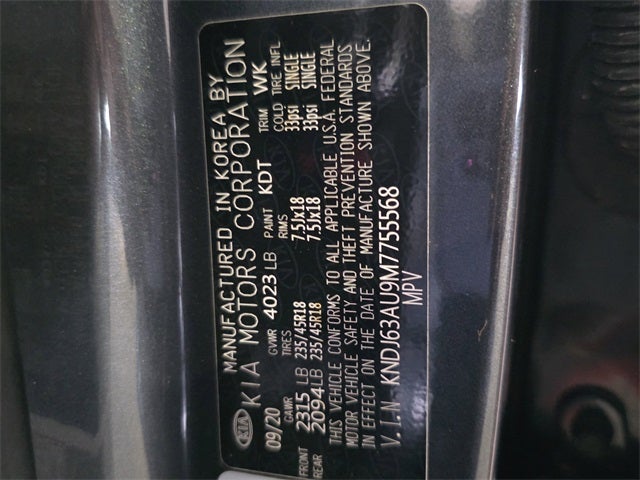 KIA MANUFACTURED IN KOREA BY
KIA MOTORS CORPORATION
09/20 GVWR 4023 LB PAINT KDT TRIM WK
GAWR TIRES RIMS COLD TIRE INFL
FRONT 2315 LB 235/45R18 7.5Jx18 33psi SINGLE
REAR 2094 LB 235/45R18 7.5Jx18 33psi SINGLE
THIS VEHICLE CONFORMS TO ALL APPLICABLE U.S.A. FEDERAL
MOTOR VEHICLE SAFETY AND THEFT PREVENTION STANDARDS
IN EFFECT ON THE DATE OF MANUFACTURE SHOWN ABOVE.
V.I.N. KNDJ63AU9M7755568
MPV